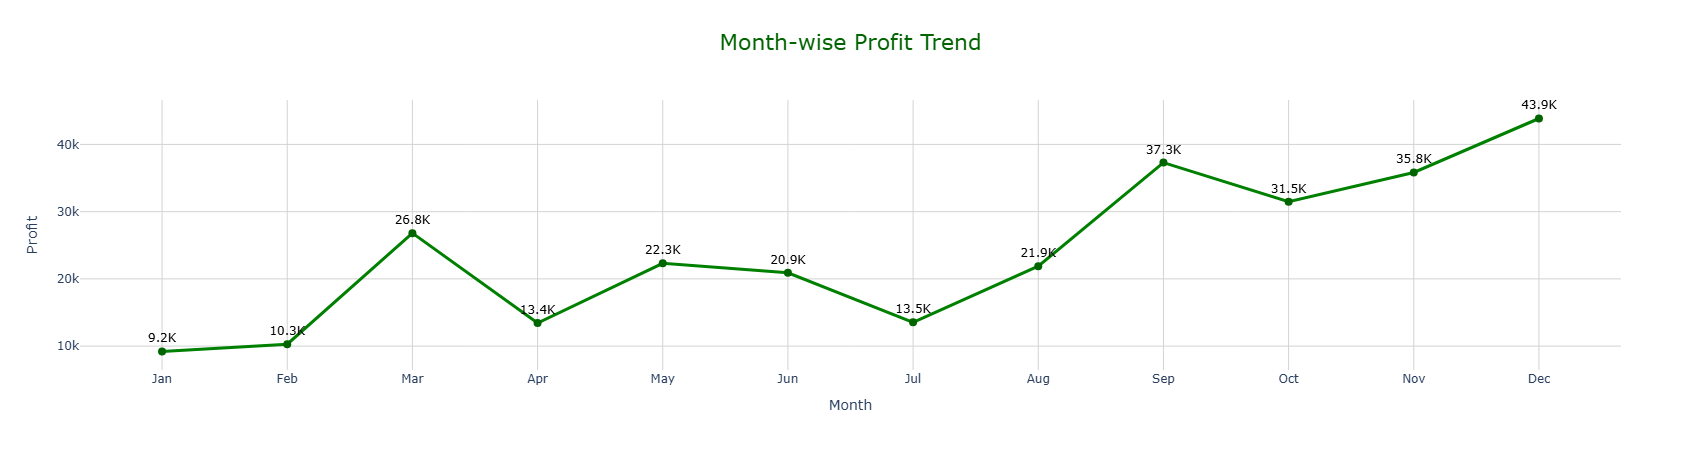 Month-wise Profit Trend
43.9K
40k
37.3K
35.8K
31.5K
30k
26.8K
22.3K
21.9K
20.9K
20k
13.4K
13.5K
10.3K
9.2K
10k
Profit
Jan Feb Mar Apr May Jun Jul Aug Sep Oct Nov Dec
Month